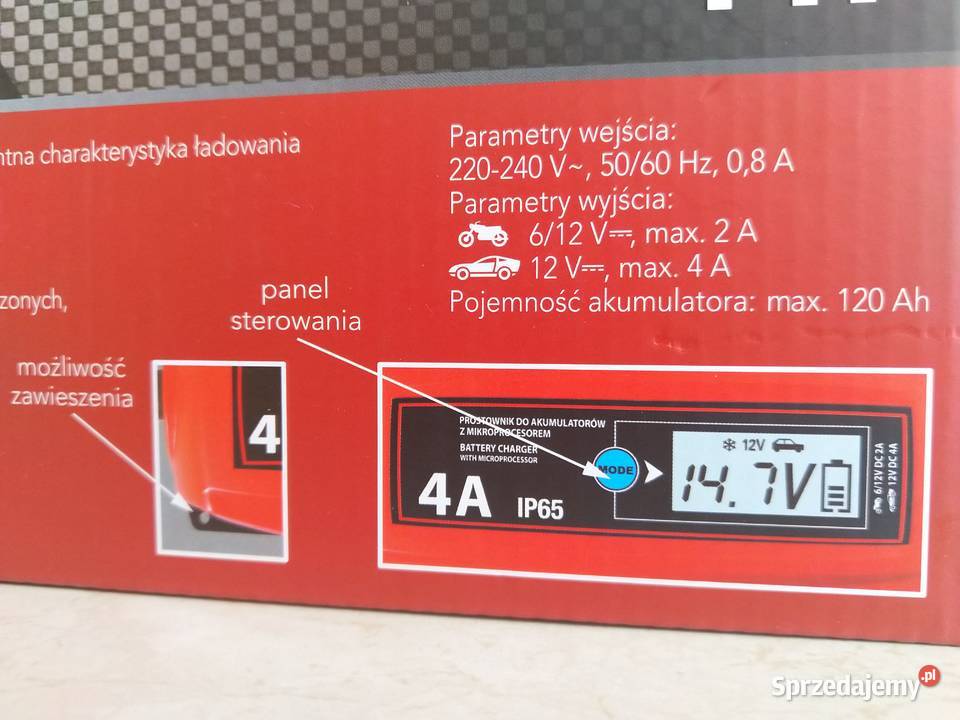 charakterystyka ładowania
Parametry wejścia:
220-240 V~, 50/60 Hz, 0,8 A
Parametry wyjścia:
6/12 V⎓, max. 2 A
12 V⎓, max. 4 A
Pojemność akumulatora: max. 120 Ah
zonych,
panel
sterowania
możliwość
zawieszenia
4
PROSTOWNIK DO AKUMULATORÓW
Z MIKROPROCESOREM
BATTERY CHARGER
WITH MICROPROCESSOR
4 A IP65
MODE
12V
14.7V
6/12V DC 2A
12V DC 4A
Sprzedajemy.pl